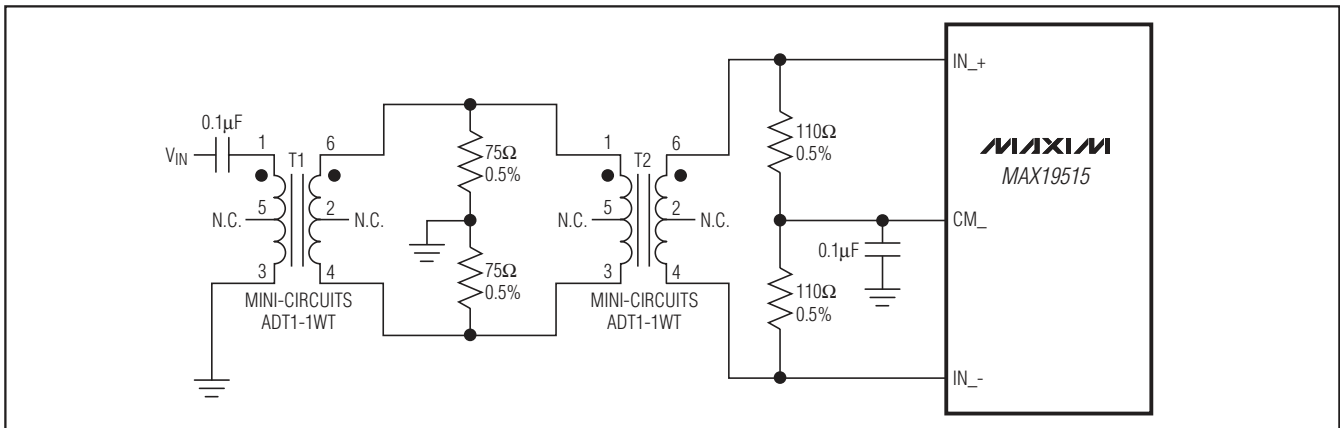 0.1μF
VIN
1
T1
6
5
2
N.C.
N.C.
3
4
MINI-CIRCUITS
ADT1-1WT
75Ω
0.5%
75Ω
0.5%
1
T2
6
5
2
N.C.
N.C.
3
4
MINI-CIRCUITS
ADT1-1WT
110Ω
0.5%
0.1μF
110Ω
0.5%
IN_+
MAXIM
MAX19515
CM_
IN_-